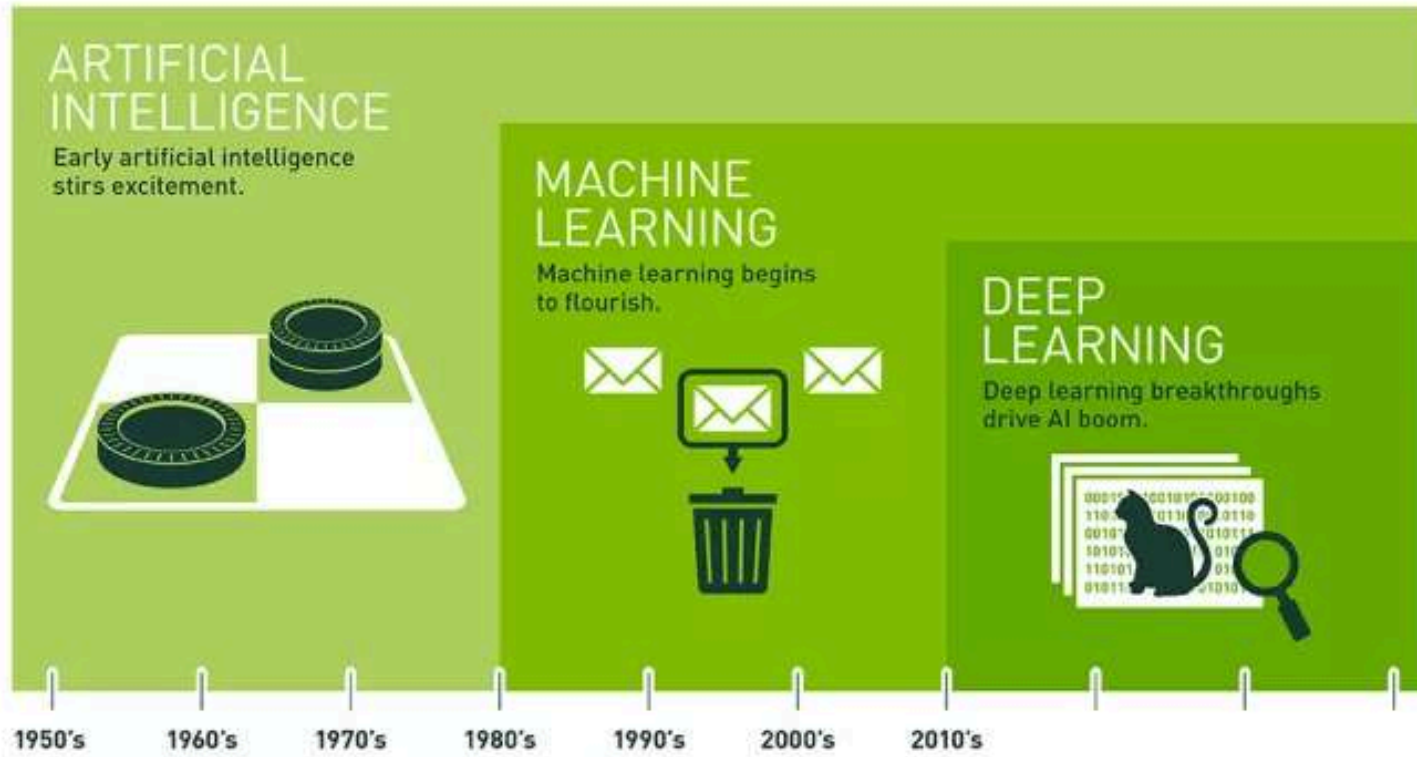 ARTIFICIAL
INTELLIGENCE
Early artificial intelligence
stirs excitement.
MACHINE
LEARNING
Machine learning begins
to flourish.
DEEP
LEARNING
Deep learning breakthroughs
drive AI boom.
1950's 1960's 1970's 1980's 1990's 2000's 2010's